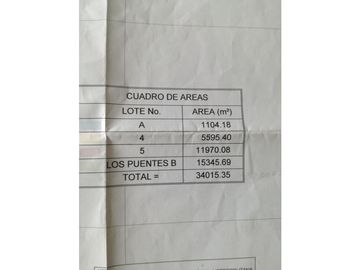 CUADRO DE AREAS
LOTE No. AREA (m²)
A 1104.18
4 5595.40
5 11970.08
LOS PUENTES B 15345.69
TOTAL = 34015.35